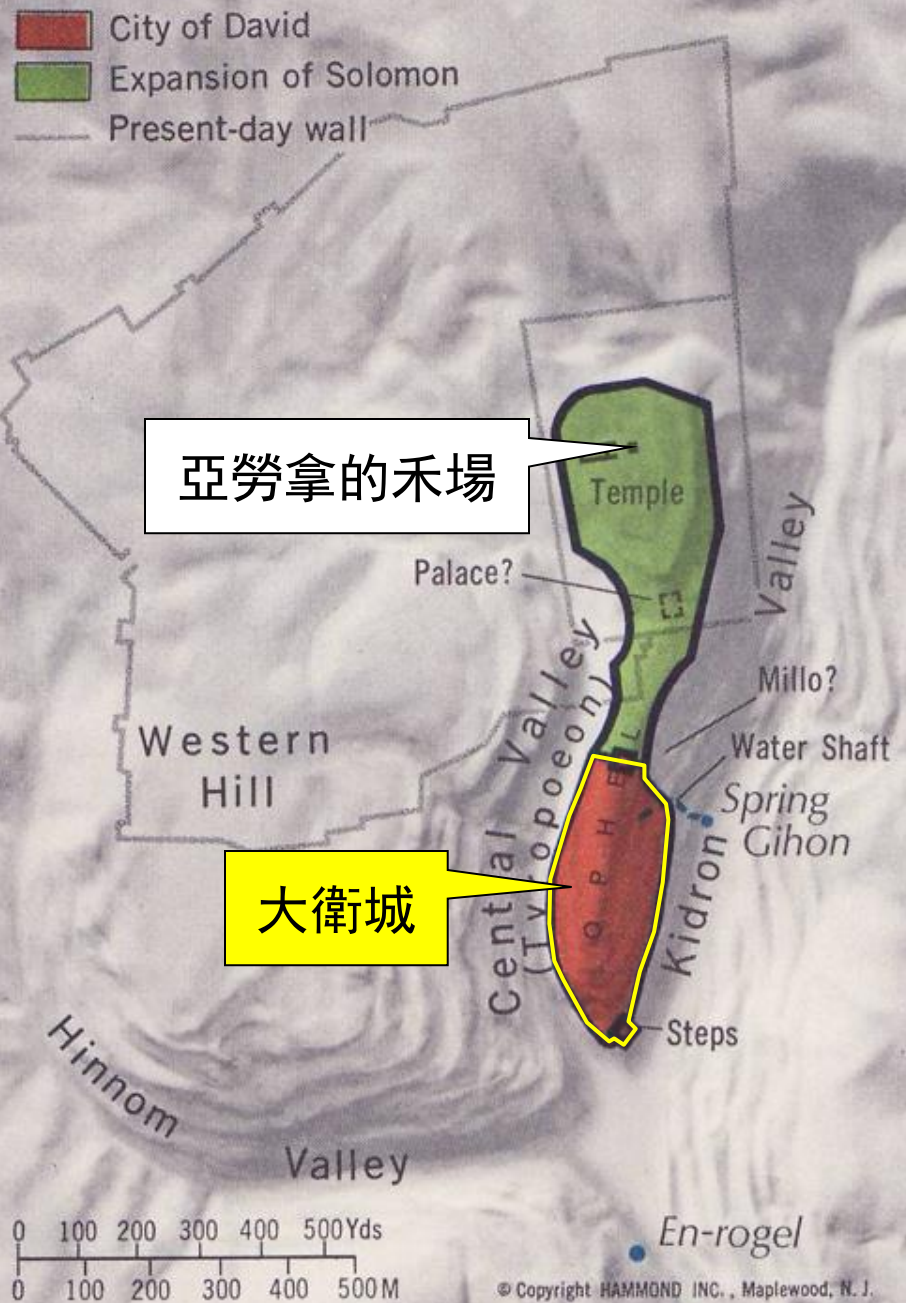 City of David
Expansion of Solomon
Present-day wall
亞勞拿的禾場
Temple
Palace?
Valley
Millo?
Water Shaft
Spring
Gihon
Western
Hill
Central Valley
(Tyropoeon)
OPHEL
大衛城
Kidron
Steps
Hinnom
Valley
En-rogel
0 100 200 300 400 500Yds
0 100 200 300 400 500M
© Copyright HAMMOND INC., Maplewood, N. J.